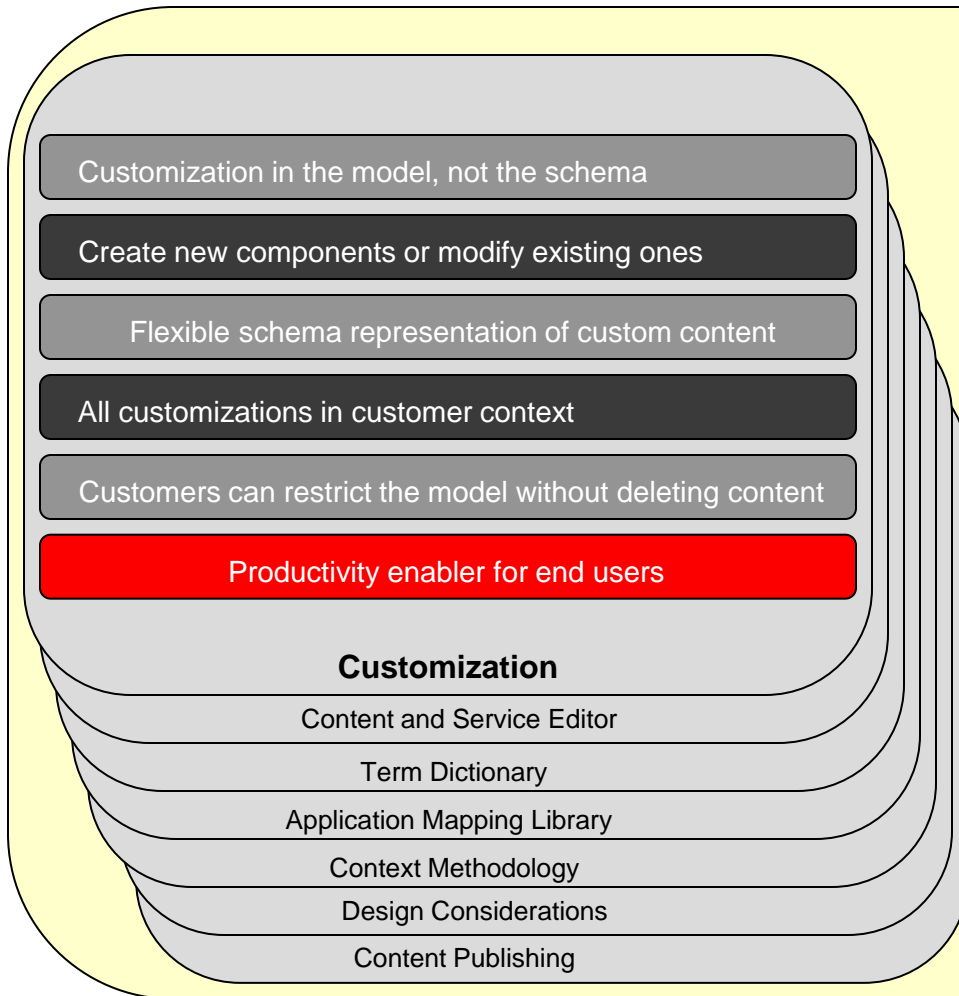 Customization in the model, not the schema
Create new components or modify existing ones
Flexible schema representation of custom content
All customizations in customer context
Customers can restrict the model without deleting content
Productivity enabler for end users
Customization
Content and Service Editor
Term Dictionary
Application Mapping Library
Context Methodology
Design Considerations
Content Publishing